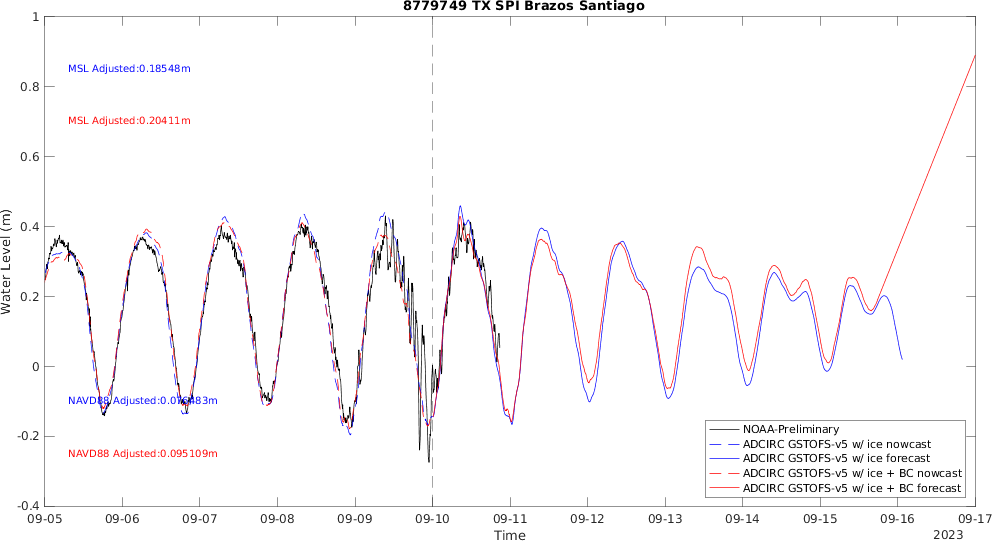 8779749 TX SPI Brazos Santiago
1
0.8
0.6
0.4
0.2
0
-0.2
-0.4
Water Level (m)
MSL Adjusted:0.18548m
MSL Adjusted:0.20411m
NAVD88
NAVD88 Adjusted:0.095109m
NOAA-Preliminary
ADCIRC GSTOFS-v5 w/ ice nowcast
ADCIRC GSTOFS-v5 w/ ice forecast
ADCIRC GSTOFS-v5 w/ ice + BC nowcast
ADCIRC GSTOFS-v5 w/ ice + BC forecast
09-05 09-06 09-07 09-08 09-09 09-10 09-11 09-12 09-13 09-14 09-15 09-16 09-17
Time
2023